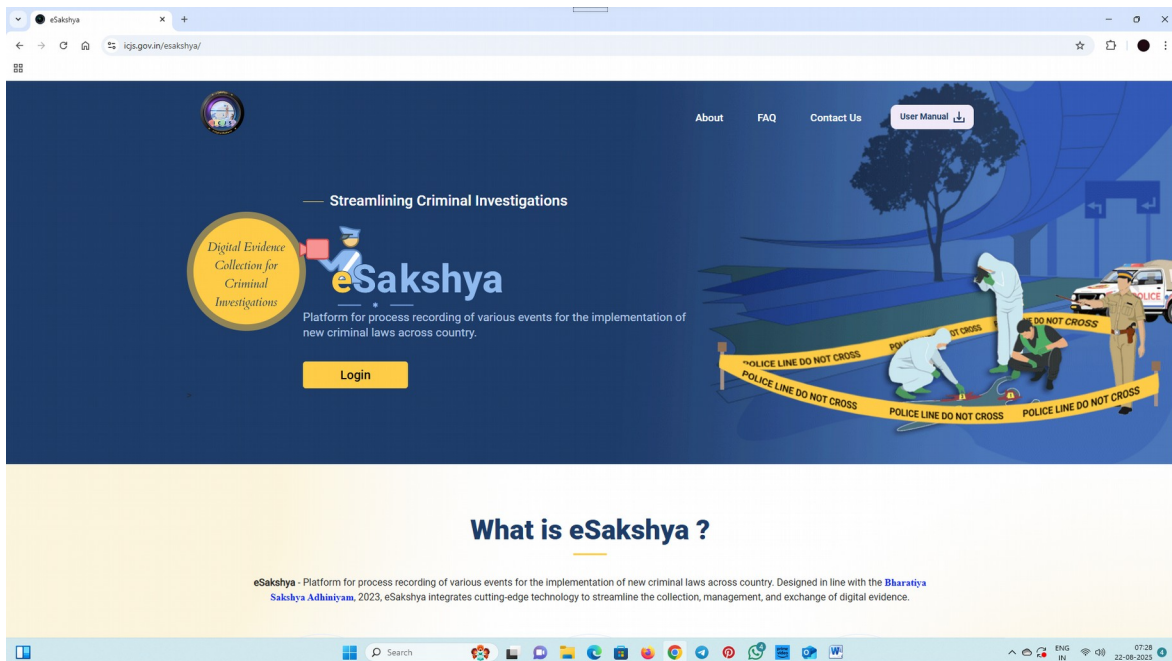 eSakshya
icjs.gov.in/esakshya/
About FAQ Contact Us User Manual
Streamlining Criminal Investigations
Digital Evidence
Collection for
Criminal
Investigations
eSakshya
Platform for process recording of various events for the implementation of
new criminal laws across country.
Login
POLICE
POLICE LINE DO NOT CROSS
POLICE LINE DO NOT CROSS
POLICE LINE DO NOT CROSS
POLICE LINE DO NOT CROSS
What is eSakshya ?
eSakshya - Platform for process recording of various events for the implementation of new criminal laws across country. Designed in line with the Bharatiya
Sakshya Adhiniyam, 2023, eSakshya integrates cutting-edge technology to streamline the collection, management, and exchange of digital evidence.
Search
ENG
IN
07:28
22-08-2025